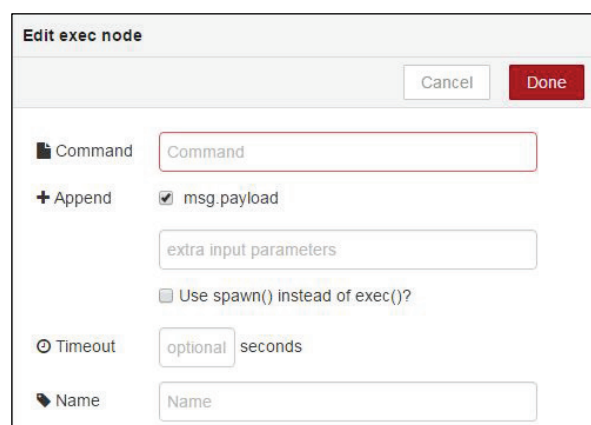 Edit exec node
Cancel Done
Command Command
Append msg.payload
extra input parameters
Use spawn() instead of exec()?
Timeout optional seconds
Name Name